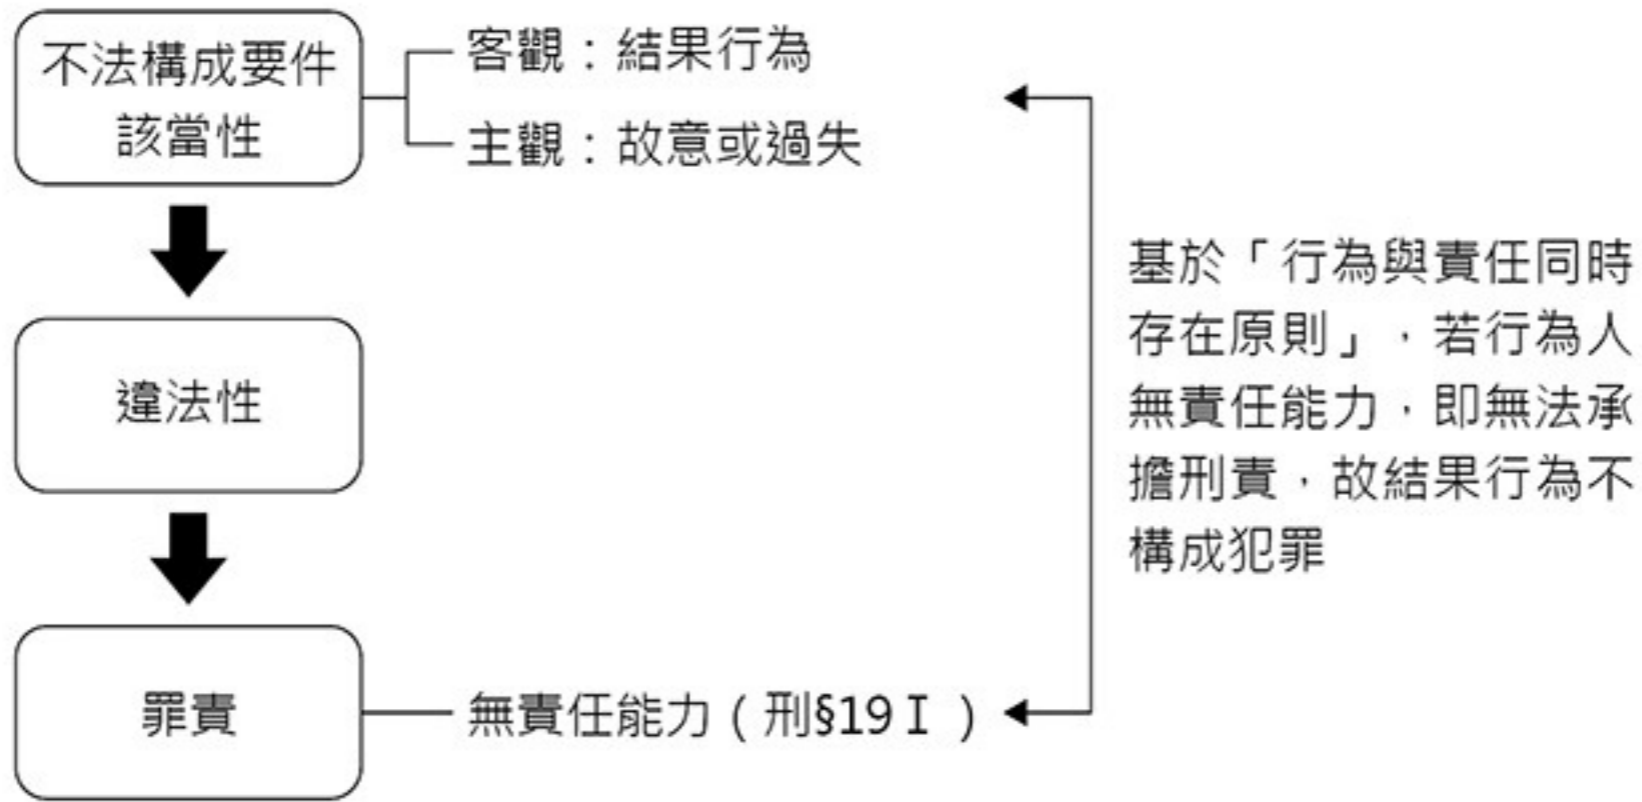 不法構成要件
該當性
客觀：結果行為
主觀：故意或過失
違法性
罪責
無責任能力（刑§19Ⅰ）
基於「行為與責任同時
存在原則」，若行為人
無責任能力，即無法承
擔刑責，故結果行為不
構成犯罪